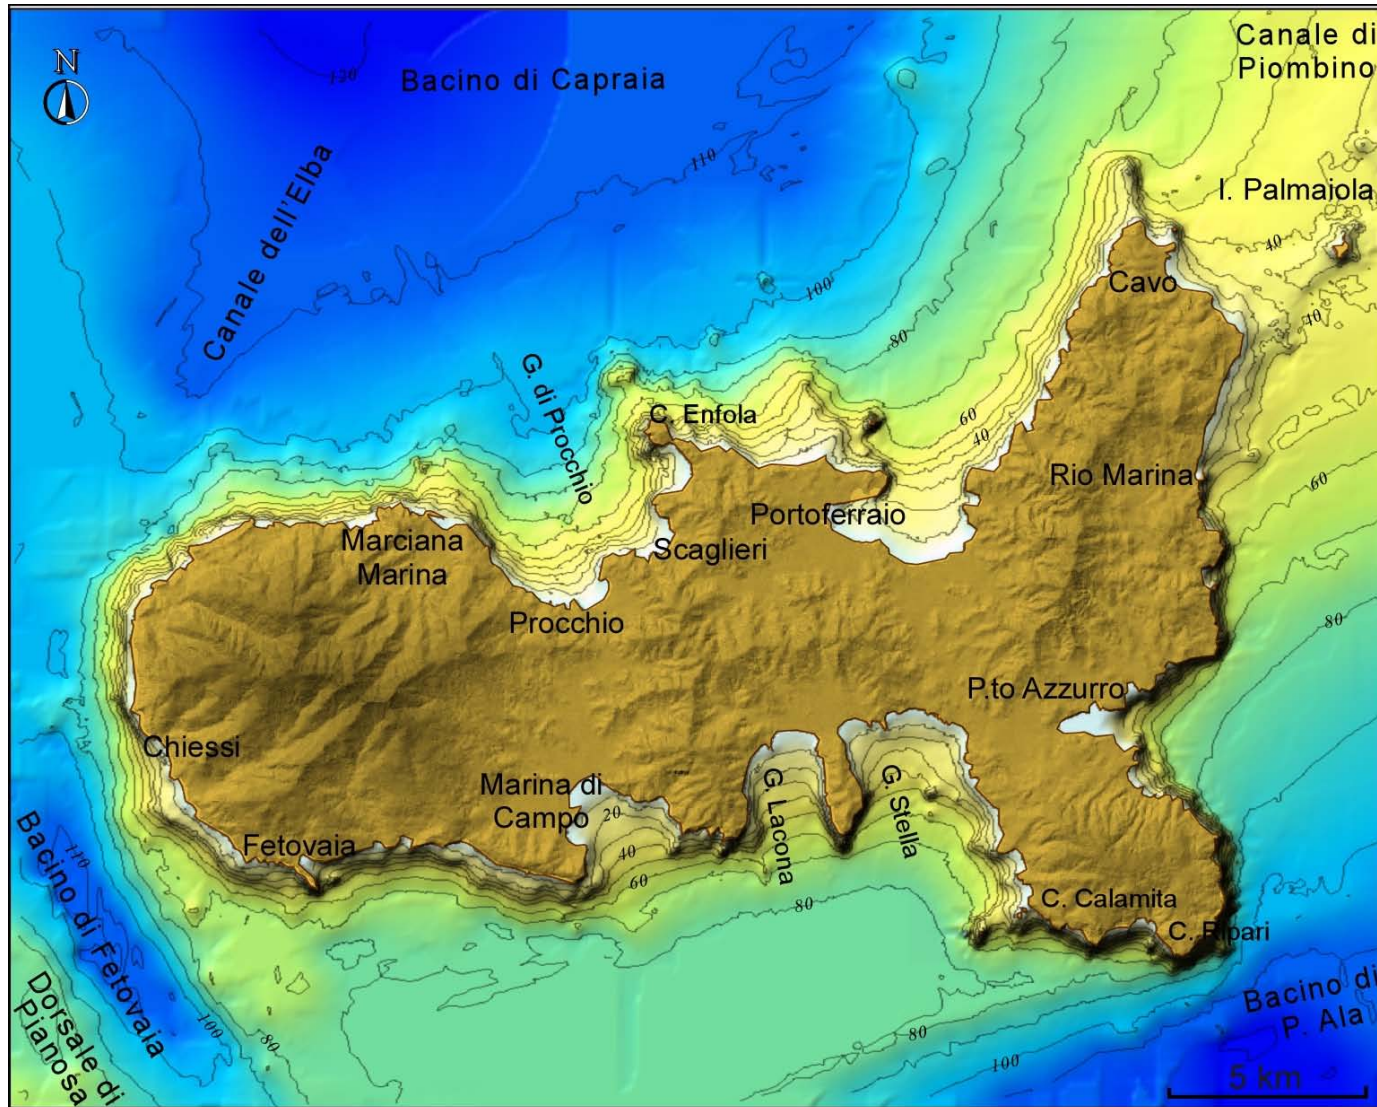 Canale di
Piombino
N
120
Bacino di Capraia
110
Canale dell'Elba
I. Palmaiola
40
Cavo
100
40
80
G. di Procchio
C. Enfola
60
40
Rio Marina
60
Portoferraio
Marciana
Marina
Scaglieri
Procchio
80
P.to Azzurro
Chiessi
Marina di
Campo
20
G. Lacona
G. Stella
Fetovaia
40
60
110
Bacino di Fetovaia
80
C. Calamita
C. Ripari
Dorsale di
Pianosa
100
80
80
100
Bacino di
P. Ala
5 km